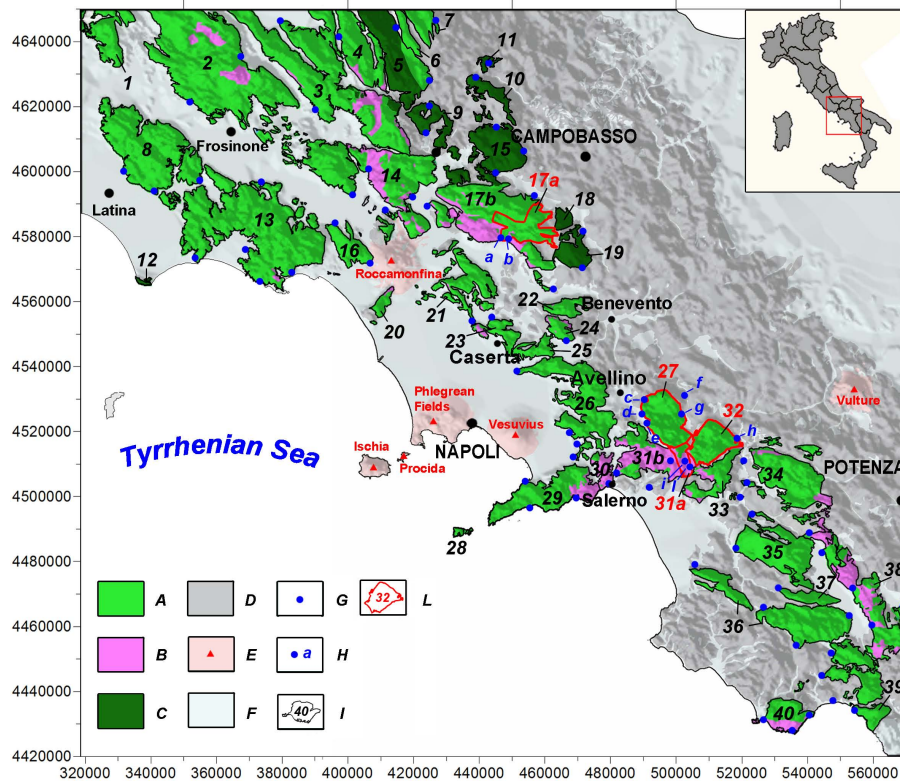 4640000
4620000
4600000
4580000
4560000
4540000
4520000
4500000
4480000
4460000
4440000
4420000
320000
340000
360000
380000
400000
420000
440000
460000
480000
500000
520000
540000
560000
1
2
3
4
5
6
7
11
10
9
8
Frosinone
CAMPOBASSO
15
14
17a
17b
18
Latina
13
16
a
b
19
12
Roccamonfina
20
21
22
Benevento
23
24
Caserta
25
Avellino
27
f
c
d
g
32
Vulture
26
Phlegrean
Fields
Vesuvius
e
h
Tyrrhenian Sea
Ischia
Procida
NAPOLI
30
31b
34
POTENZA
i
l
29
Salerno
31a
33
28
35
37
38
36
39
40
A
D
G
32
L
B
E
a
H
C
F
40
I